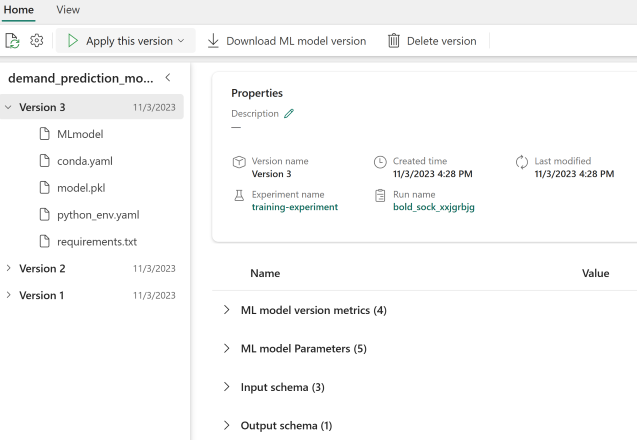 Home View
Apply this version Download ML model version Delete version
demand_prediction_mo...
Version 3 11/3/2023
MLmodel
conda.yaml
model.pkl
python_env.yaml
requirements.txt
Version 2 11/3/2023
Version 1 11/3/2023
Properties
Description
—
Version name
Version 3
Created time
11/3/2023 4:28 PM
Last modified
11/3/2023 4:28 PM
Experiment name
training-experiment
Run name
bold_sock_xxjgrbjg
Name Value
ML model version metrics (4)
ML model Parameters (5)
Input schema (3)
Output schema (1)